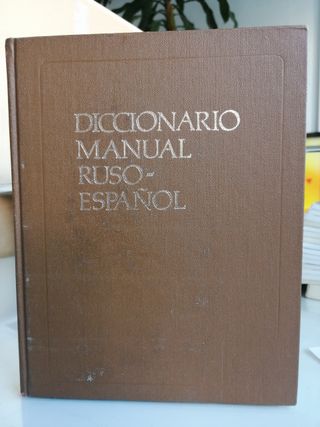 DICCIONARIO
MANUAL
RUSO-
ESPAÑOL